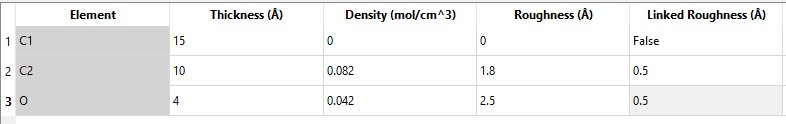 Element Thickness (Å) Density (mol/cm^3) Roughness (Å) Linked Roughness (Å)
1 C1 15 0 0 False
2 C2 10 0.082 1.8 0.5
3 O 4 0.042 2.5 0.5